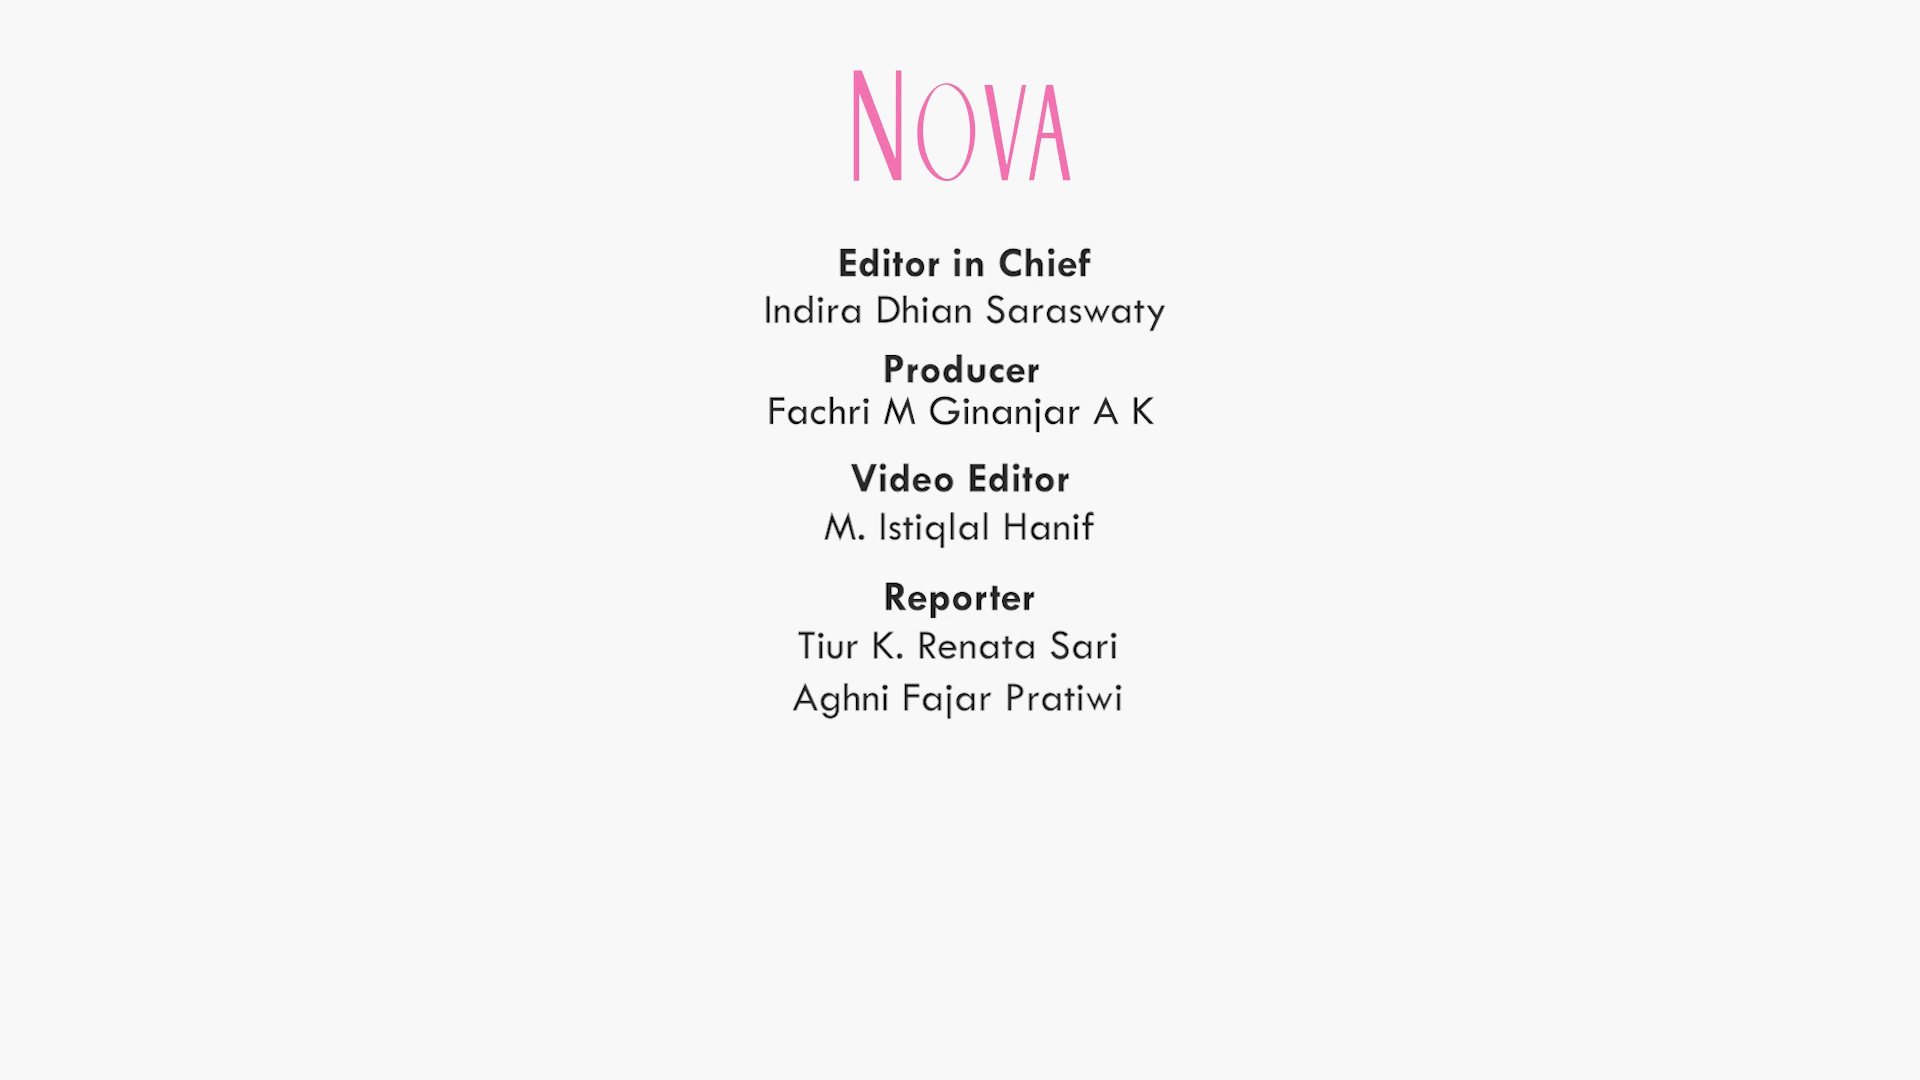 NOVA
Editor in Chief
Indira Dhian Saraswaty
Producer
Fachri M Ginanjar A K
Video Editor
M. Istiqlal Hanif
Reporter
Tiur K. Renata Sari
Aghni Fajar Pratiwi